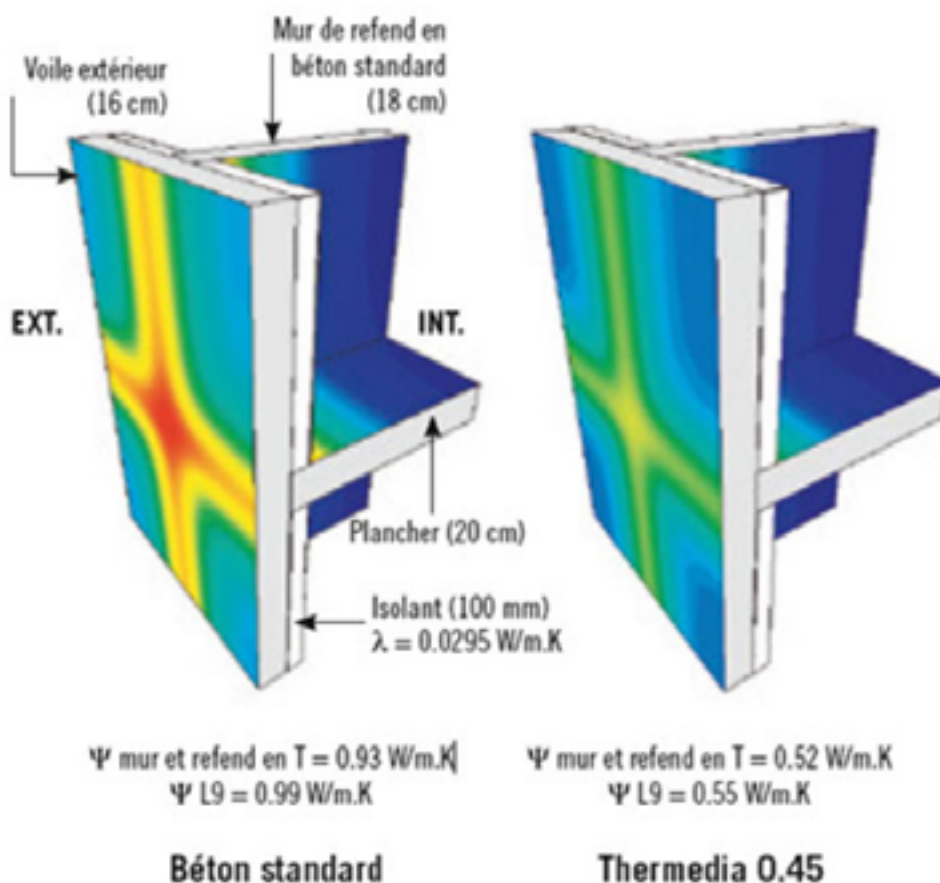 Mur de refend en
béton standard
(18 cm)
Voile extérieur
(16 cm)
EXT.
INT.
Plancher (20 cm)
Isolant (100 mm)
λ = 0.0295 W/m.K
Ψ mur et refend en T = 0.93 W/m.K
Ψ L9 = 0.99 W/m.K
Béton standard
Ψ mur et refend en T = 0.52 W/m.K
Ψ L9 = 0.55 W/m.K
Thermedia 0.45